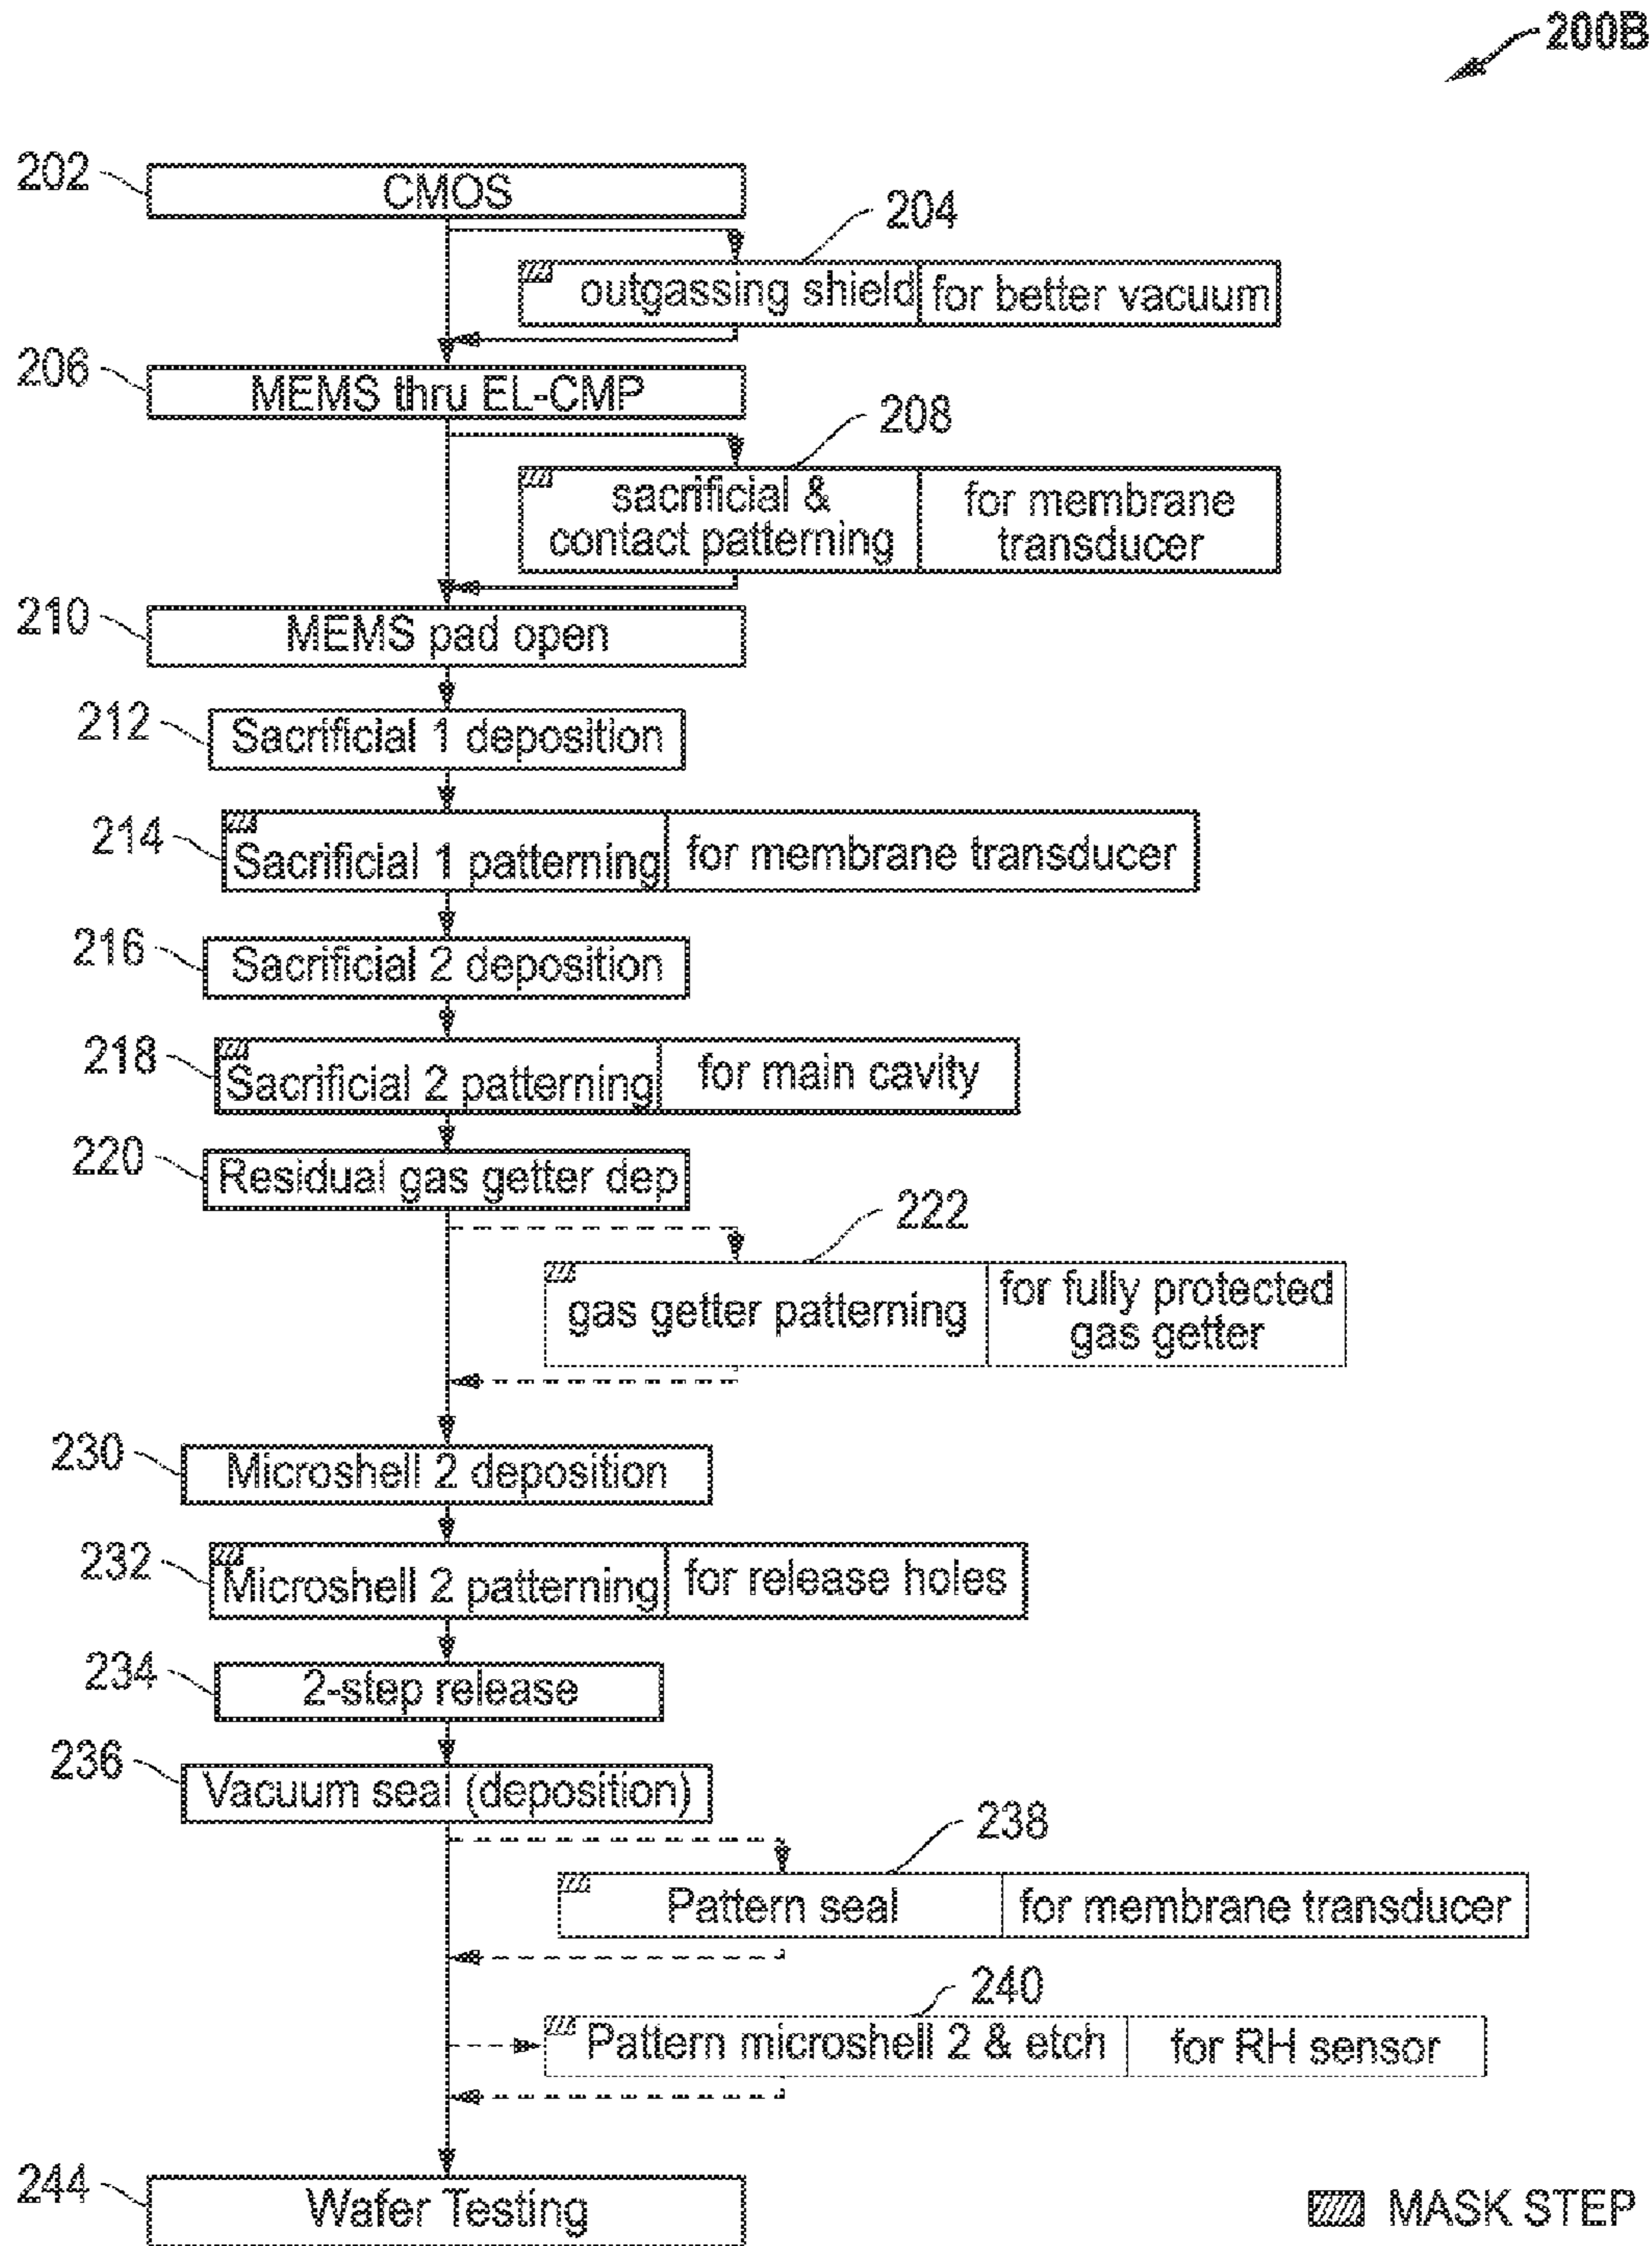 200B
202
CMOS
204
outgassing shield for better vacuum
206
MEMS thru EL-CMP
208
sacrificial &
contact patterning
for membrane
transducer
210
MEMS pad open
212
Sacrificial 1 deposition
214
Sacrificial 1 patterning for membrane transducer
216
Sacrificial 2 deposition
218
Sacrificial 2 patterning for main cavity
220
Residual gas getter dep
222
gas getter patterning
for fully protected
gas getter
230
Microshell 2 deposition
232
Microshell 2 patterning for release holes
234
2-step release
236
Vacuum seal (deposition)
238
Pattern seal for membrane transducer
240
Pattern microshell 2 & etch for RH sensor
244
Wafer Testing
MASK STEP